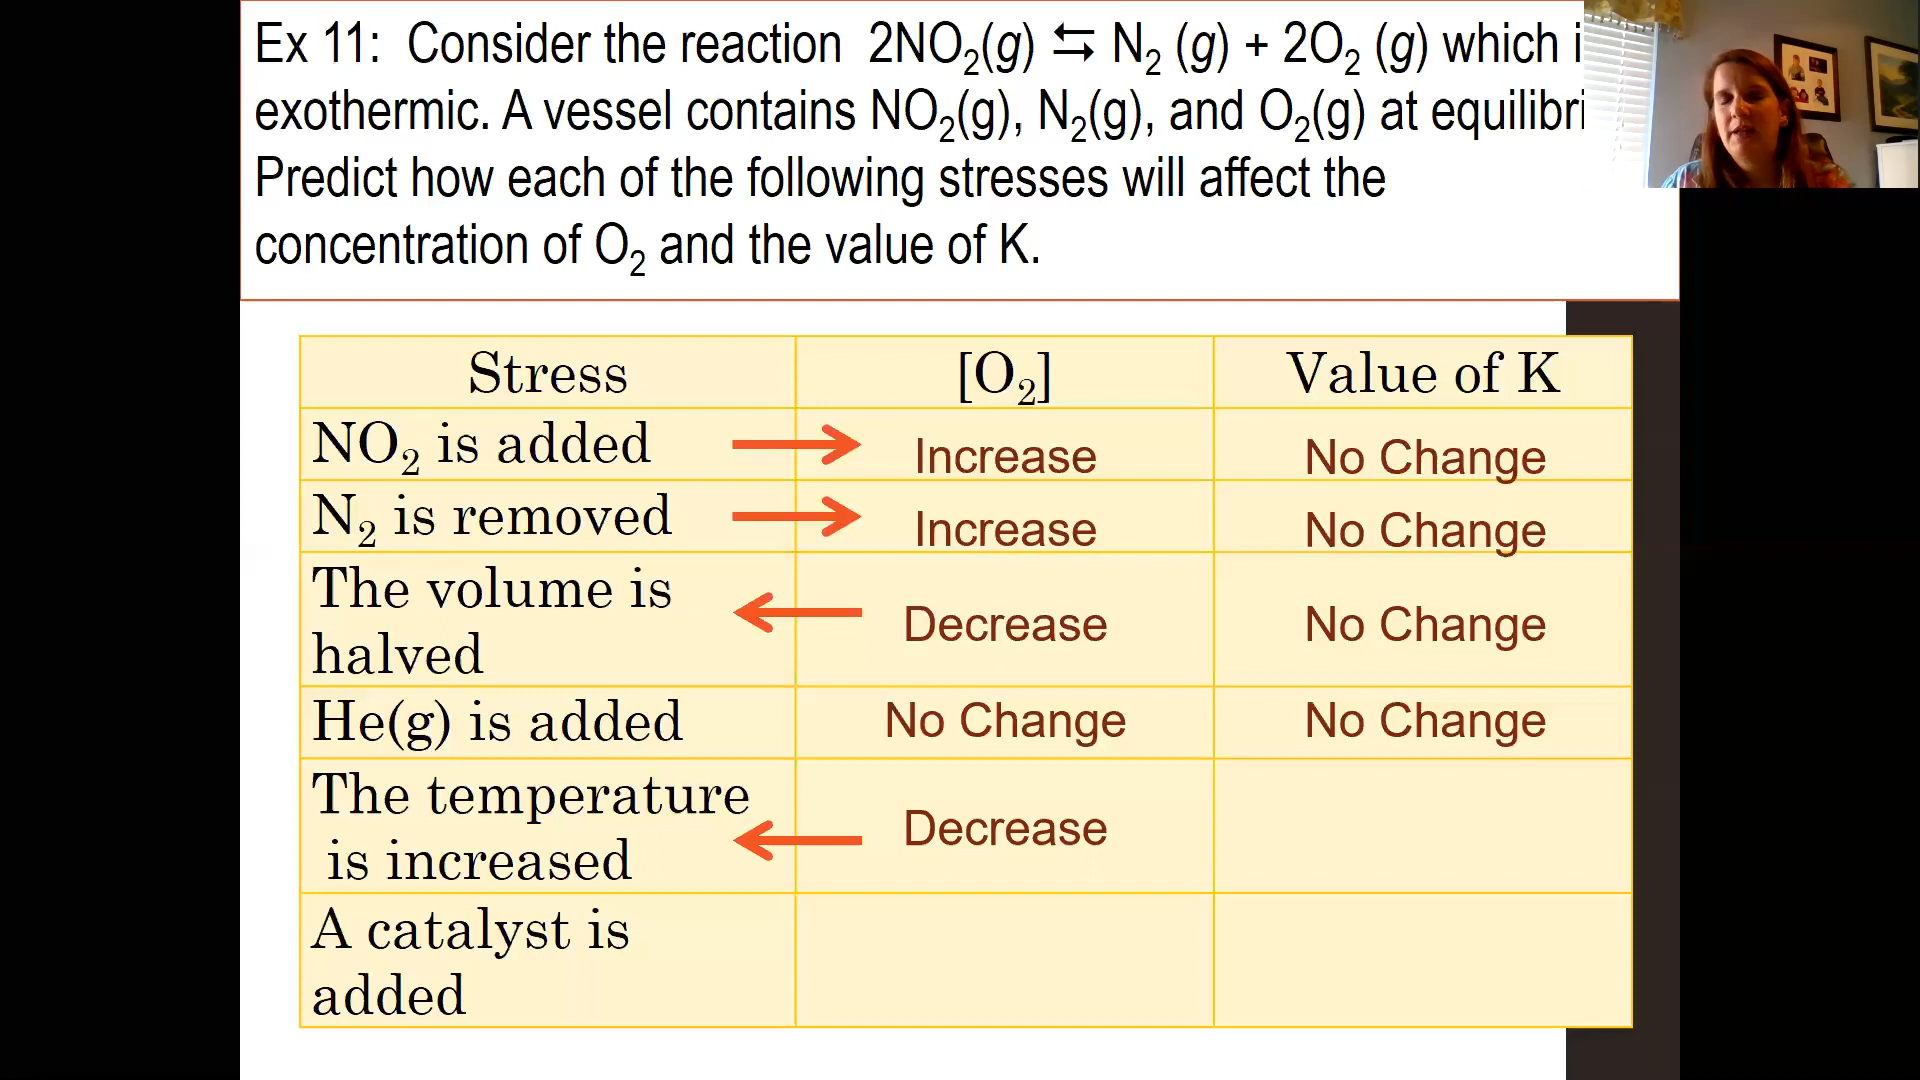 Ex 11: Consider the reaction 2NO₂(g) ⇆ N₂ (g) + 2O₂ (g) which i
exothermic. A vessel contains NO₂(g), N₂(g), and O₂(g) at equilibri
Predict how each of the following stresses will affect the
concentration of O₂ and the value of K.
Stress [O₂] Value of K
NO₂ is added Increase No Change
N₂ is removed Increase No Change
The volume is
halved Decrease No Change
He(g) is added No Change No Change
The temperature
is increased Decrease
A catalyst is
added